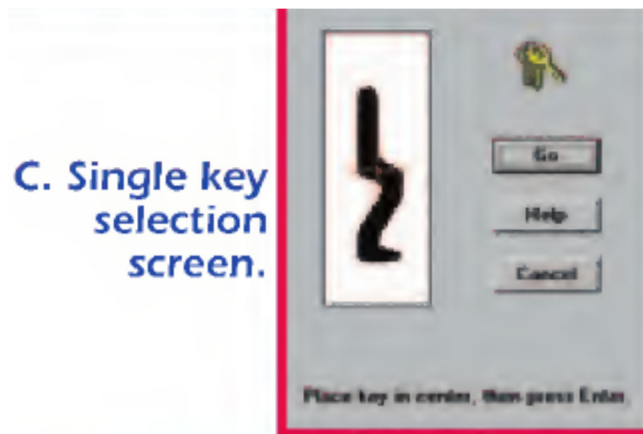 C. Single key
selection
screen.
Go
Help
Cancel
Place key in center, then press Enter.